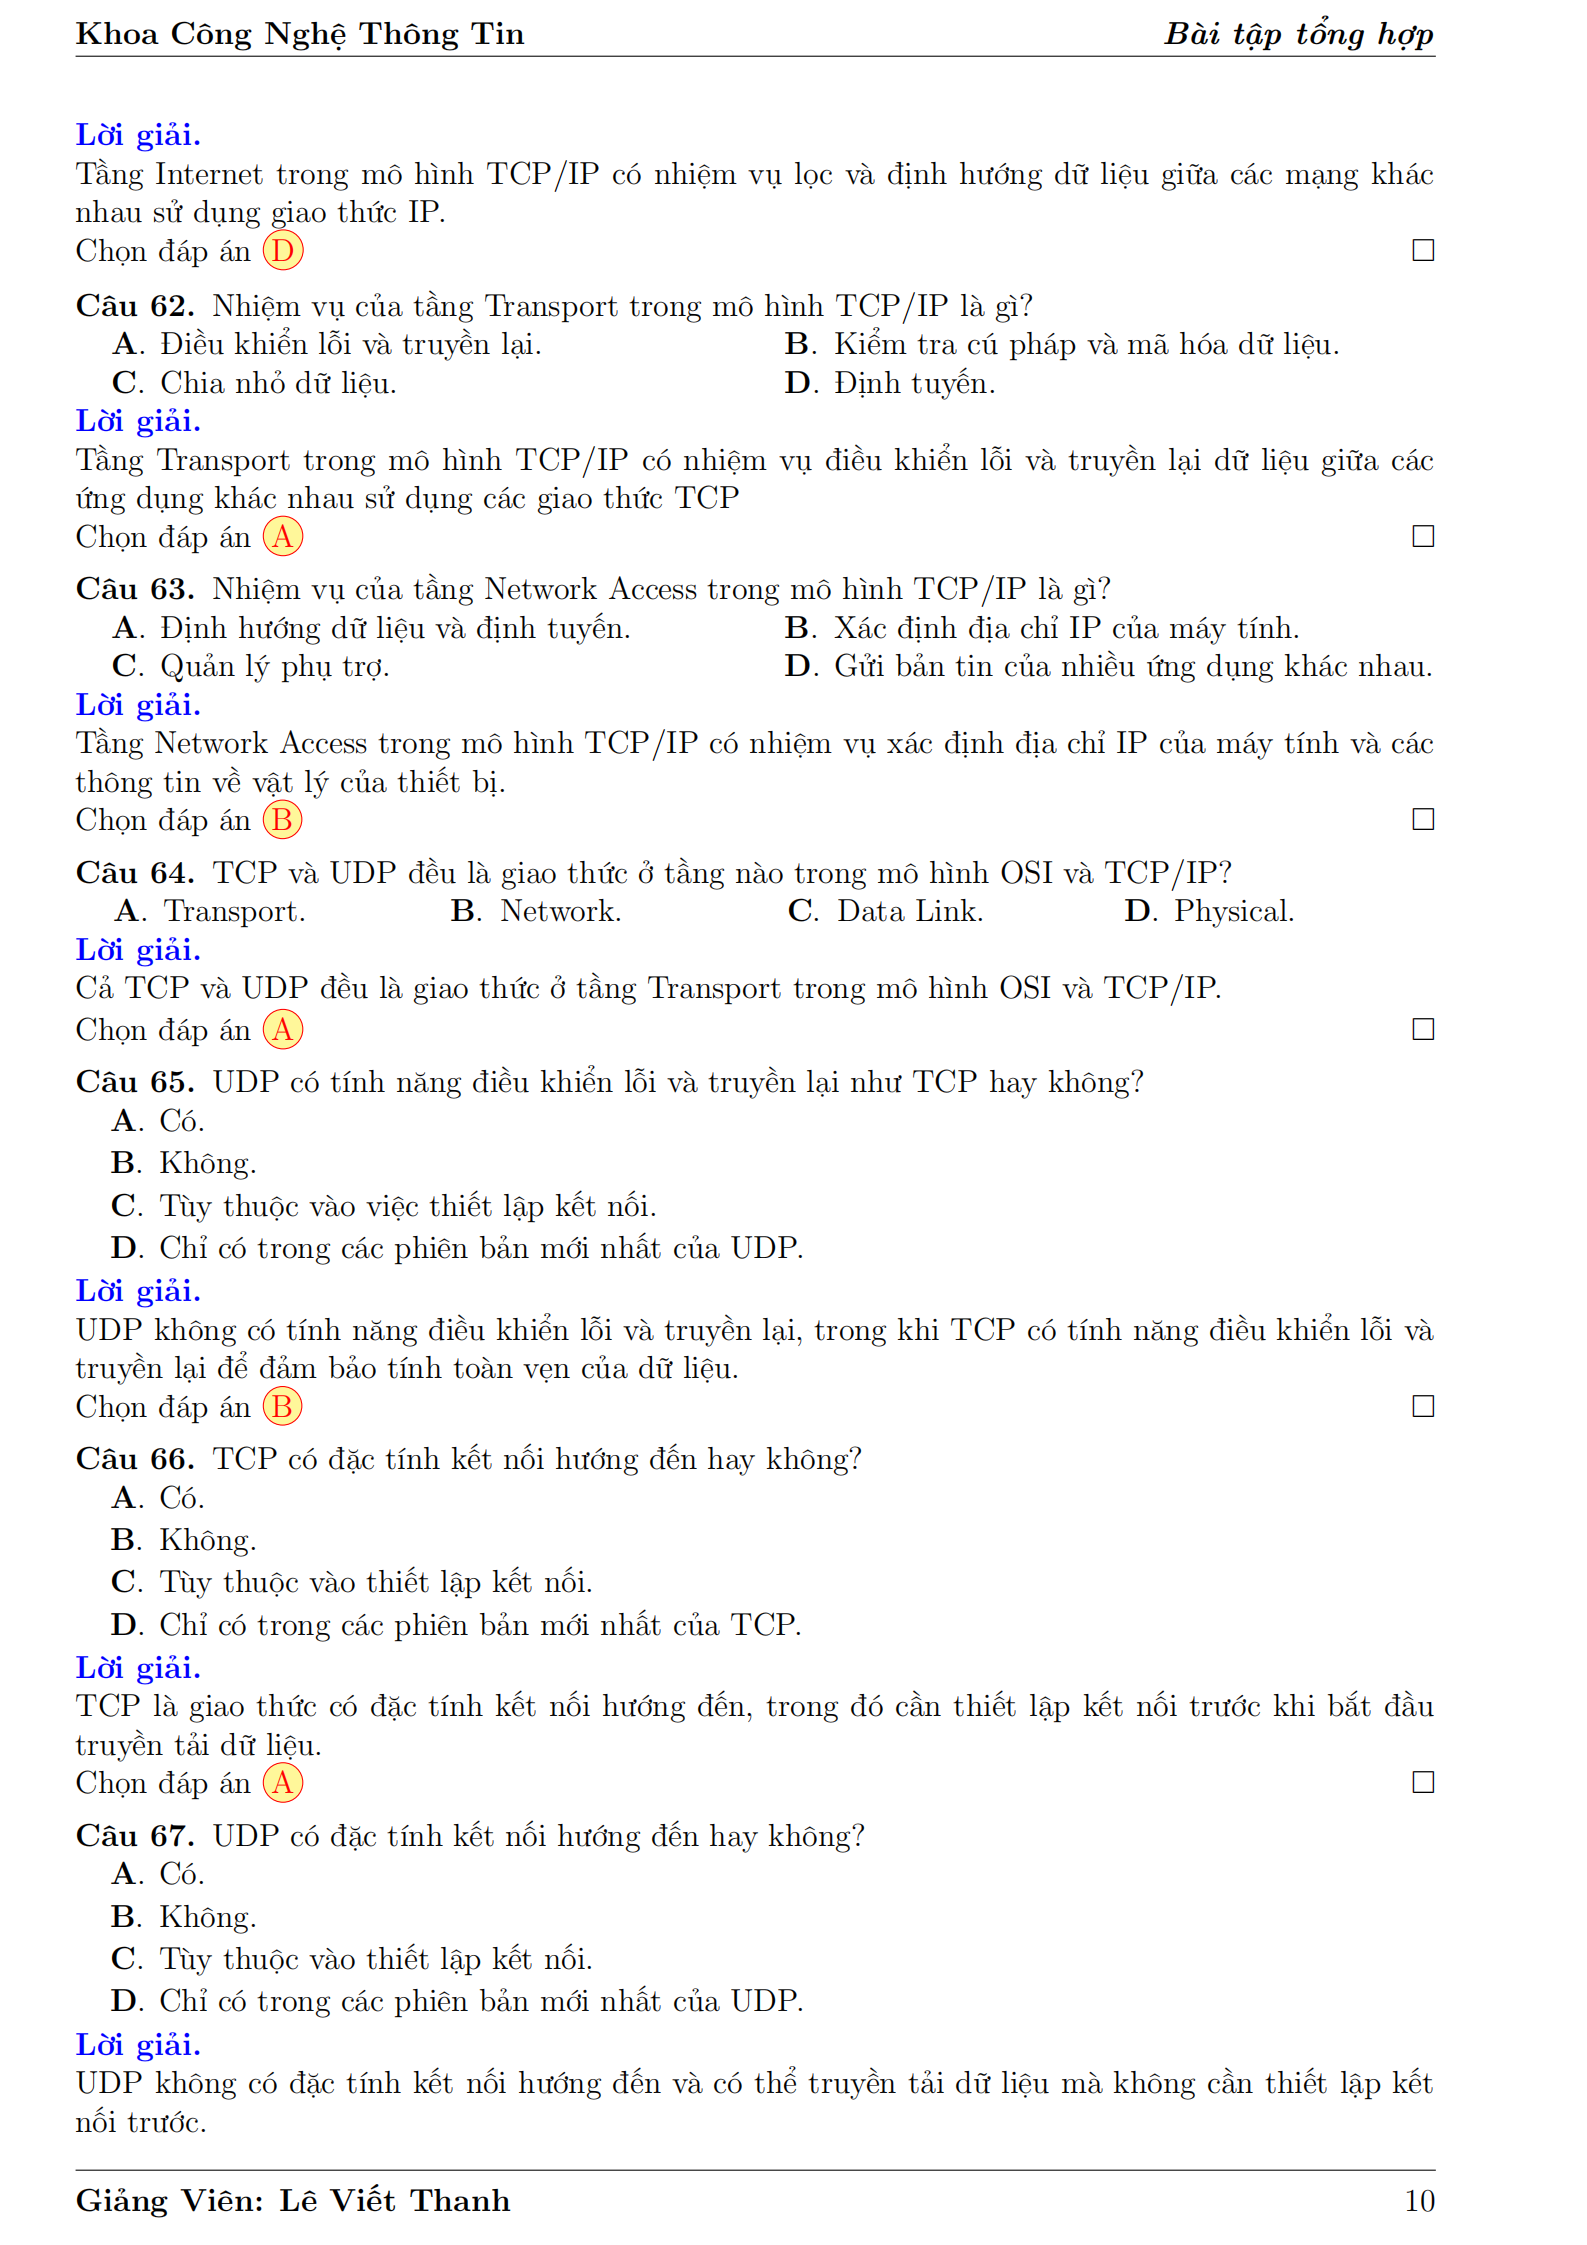 Khoa Công Nghệ Thông Tin Bài tập tổng hợp
Lời giải.
Tầng Internet trong mô hình TCP/IP có nhiệm vụ lọc và định hướng dữ liệu giữa các mạng khác
nhau sử dụng giao thức IP.
Chọn đáp án D □
Câu 62. Nhiệm vụ của tầng Transport trong mô hình TCP/IP là gì?
A. Điều khiển lỗi và truyền lại. B. Kiểm tra cú pháp và mã hóa dữ liệu.
C. Chia nhỏ dữ liệu. D. Định tuyến.
Lời giải.
Tầng Transport trong mô hình TCP/IP có nhiệm vụ điều khiển lỗi và truyền lại dữ liệu giữa các
ứng dụng khác nhau sử dụng các giao thức TCP
Chọn đáp án A □
Câu 63. Nhiệm vụ của tầng Network Access trong mô hình TCP/IP là gì?
A. Định hướng dữ liệu và định tuyến. B. Xác định địa chỉ IP của máy tính.
C. Quản lý phụ trợ. D. Gửi bản tin của nhiều ứng dụng khác nhau.
Lời giải.
Tầng Network Access trong mô hình TCP/IP có nhiệm vụ xác định địa chỉ IP của máy tính và các
thông tin về vật lý của thiết bị.
Chọn đáp án B □
Câu 64. TCP và UDP đều là giao thức ở tầng nào trong mô hình OSI và TCP/IP?
A. Transport. B. Network. C. Data Link. D. Physical.
Lời giải.
Cả TCP và UDP đều là giao thức ở tầng Transport trong mô hình OSI và TCP/IP.
Chọn đáp án A □
Câu 65. UDP có tính năng điều khiển lỗi và truyền lại như TCP hay không?
A. Có.
B. Không.
C. Tùy thuộc vào việc thiết lập kết nối.
D. Chỉ có trong các phiên bản mới nhất của UDP.
Lời giải.
UDP không có tính năng điều khiển lỗi và truyền lại, trong khi TCP có tính năng điều khiển lỗi và
truyền lại để đảm bảo tính toàn vẹn của dữ liệu.
Chọn đáp án B □
Câu 66. TCP có đặc tính kết nối hướng đến hay không?
A. Có.
B. Không.
C. Tùy thuộc vào thiết lập kết nối.
D. Chỉ có trong các phiên bản mới nhất của TCP.
Lời giải.
TCP là giao thức có đặc tính kết nối hướng đến, trong đó cần thiết lập kết nối trước khi bắt đầu
truyền tải dữ liệu.
Chọn đáp án A □
Câu 67. UDP có đặc tính kết nối hướng đến hay không?
A. Có.
B. Không.
C. Tùy thuộc vào thiết lập kết nối.
D. Chỉ có trong các phiên bản mới nhất của UDP.
Lời giải.
UDP không có đặc tính kết nối hướng đến và có thể truyền tải dữ liệu mà không cần thiết lập kết
nối trước.
Giảng Viên: Lê Viết Thanh 10